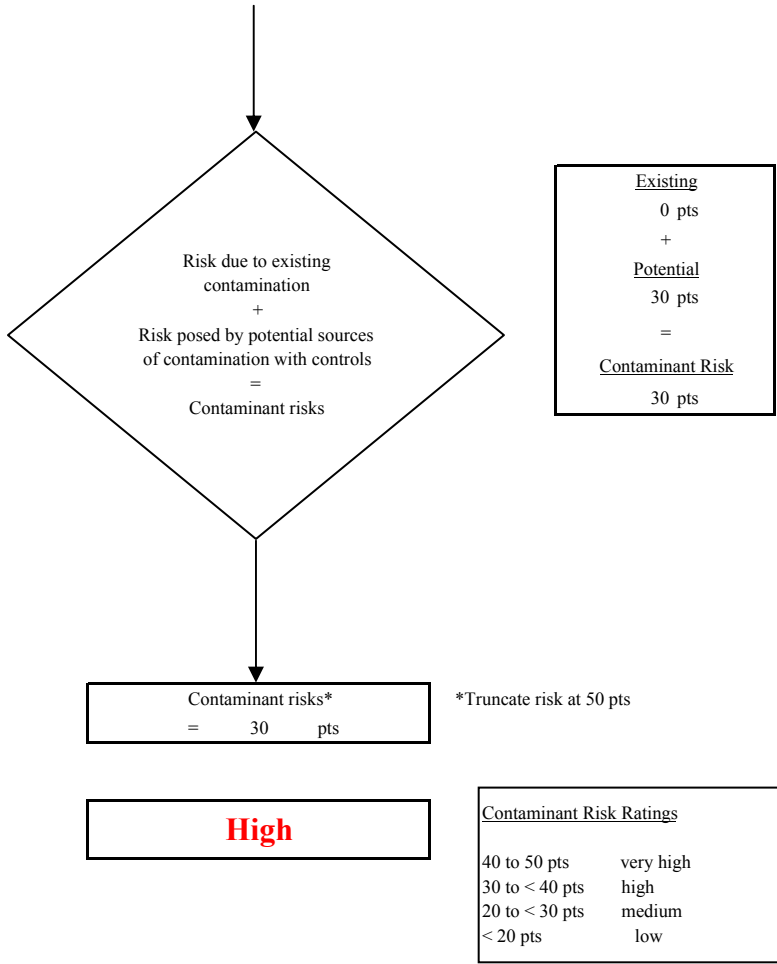 Risk due to existing
contamination
+
Risk posed by potential sources
of contamination with controls
=
Contaminant risks
Existing
0 pts
+
Potential
30 pts
=
Contaminant Risk
30 pts
Contaminant risks*
= 30 pts
*Truncate risk at 50 pts
High
Contaminant Risk Ratings
40 to 50 pts very high
30 to < 40 pts high
20 to < 30 pts medium
< 20 pts low